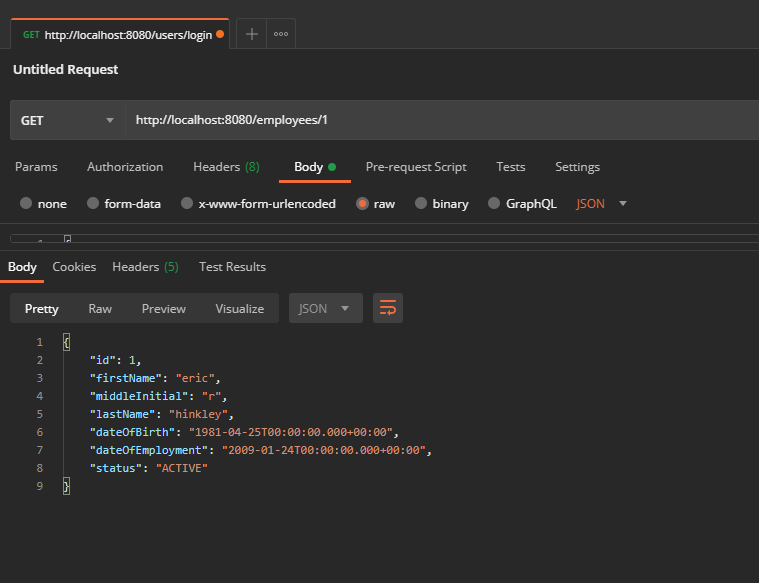 GET http://localhost:8080/users/login
Untitled Request
GET http://localhost:8080/employees/1
Params Authorization Headers (8) Body Pre-request Script Tests Settings
none form-data x-www-form-urlencoded raw binary GraphQL JSON
Body Cookies Headers (5) Test Results
Pretty Raw Preview Visualize JSON
1 {
2 "id": 1,
3 "firstName": "eric",
4 "middleInitial": "r",
5 "lastName": "hinkley",
6 "dateOfBirth": "1981-04-25T00:00:00.000+00:00",
7 "dateOfEmployment": "2009-01-24T00:00:00.000+00:00",
8 "status": "ACTIVE"
9 }